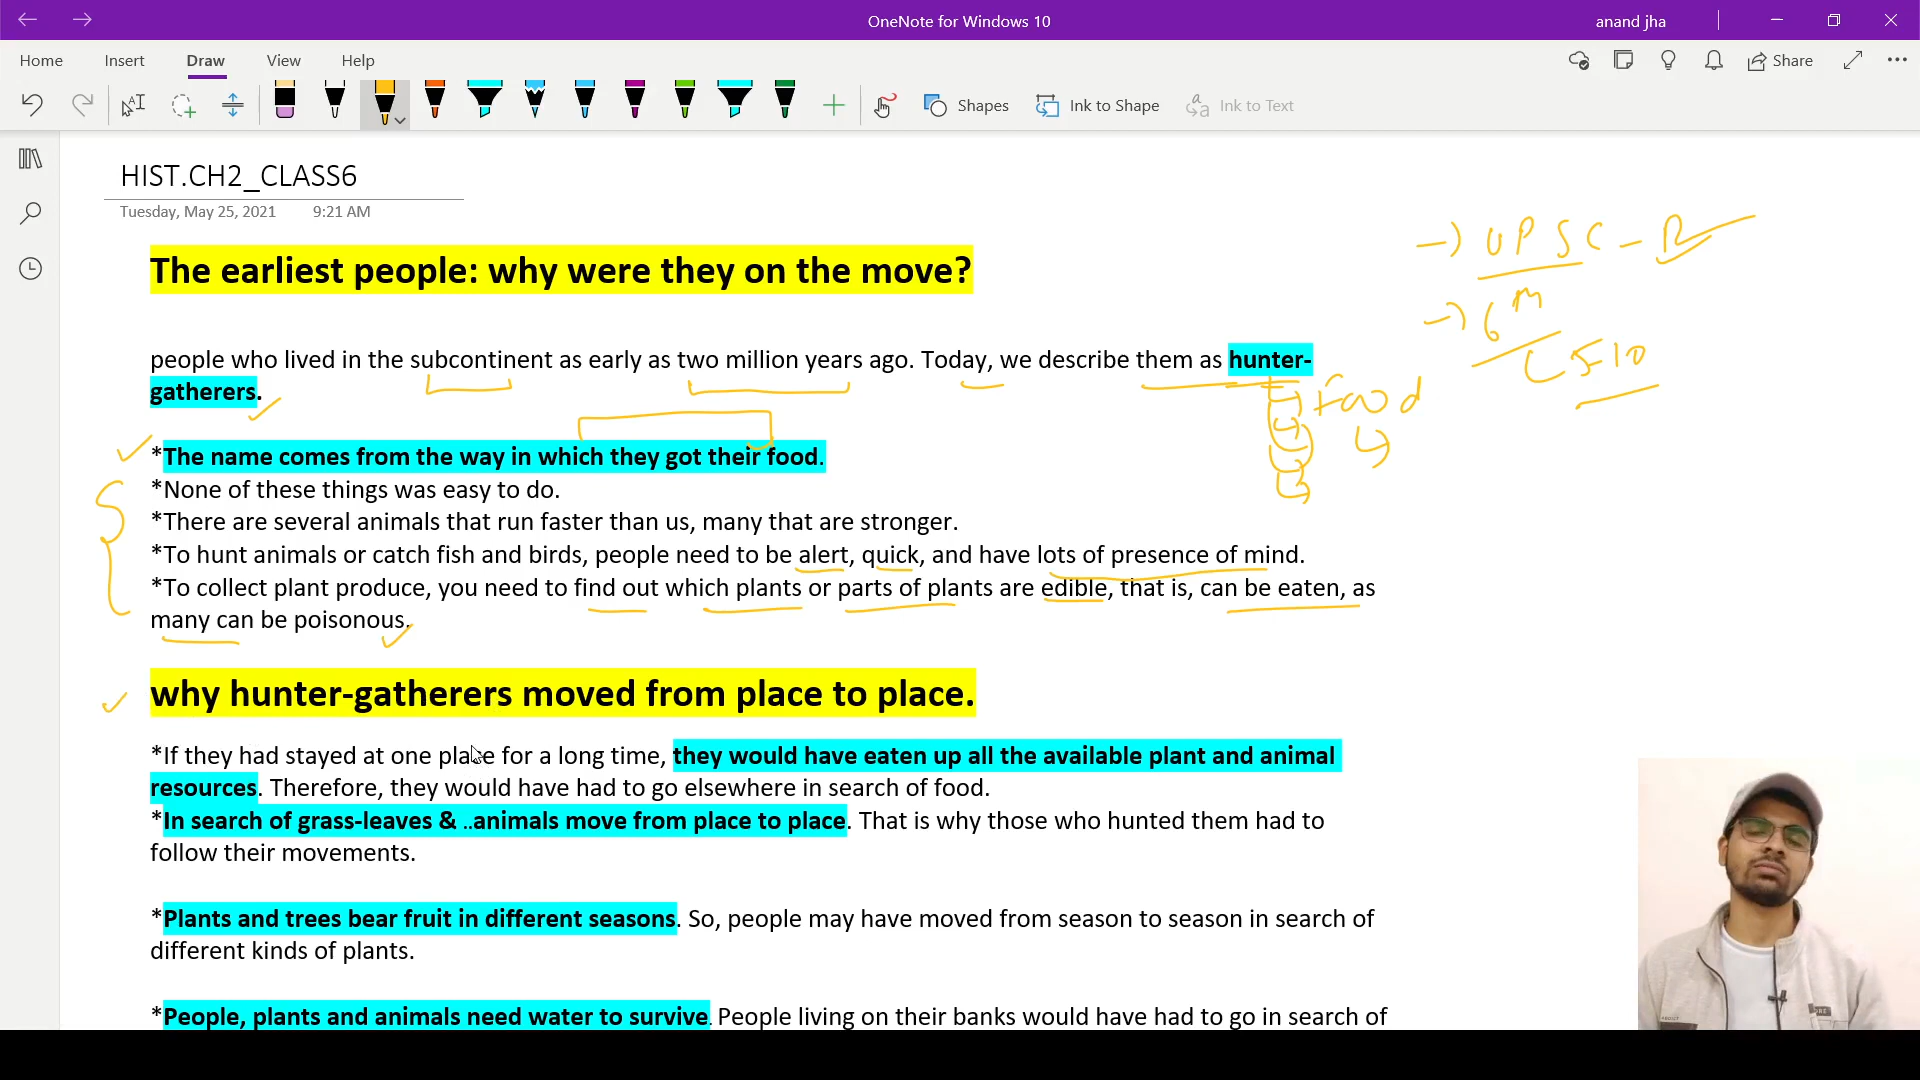 OneNote for Windows 10
anand jha
Home Insert Draw View Help
Share
Shapes Ink to Shape Ink to Text
HIST.CH2_CLASS6
Tuesday, May 25, 2021 9:21 AM
The earliest people: why were they on the move?
people who lived in the subcontinent as early as two million years ago. Today, we describe them as hunter-
gatherers.
*The name comes from the way in which they got their food.
*None of these things was easy to do.
*There are several animals that run faster than us, many that are stronger.
*To hunt animals or catch fish and birds, people need to be alert, quick, and have lots of presence of mind.
*To collect plant produce, you need to find out which plants or parts of plants are edible, that is, can be eaten, as
many can be poisonous.
why hunter-gatherers moved from place to place.
*If they had stayed at one place for a long time, they would have eaten up all the available plant and animal
resources. Therefore, they would have had to go elsewhere in search of food.
*In search of grass-leaves & ..animals move from place to place. That is why those who hunted them had to
follow their movements.
*Plants and trees bear fruit in different seasons. So, people may have moved from season to season in search of
different kinds of plants.
*People, plants and animals need water to survive. People living on their banks would have had to go in search of
→ UPSC -
→ 6 M
5-10
Food